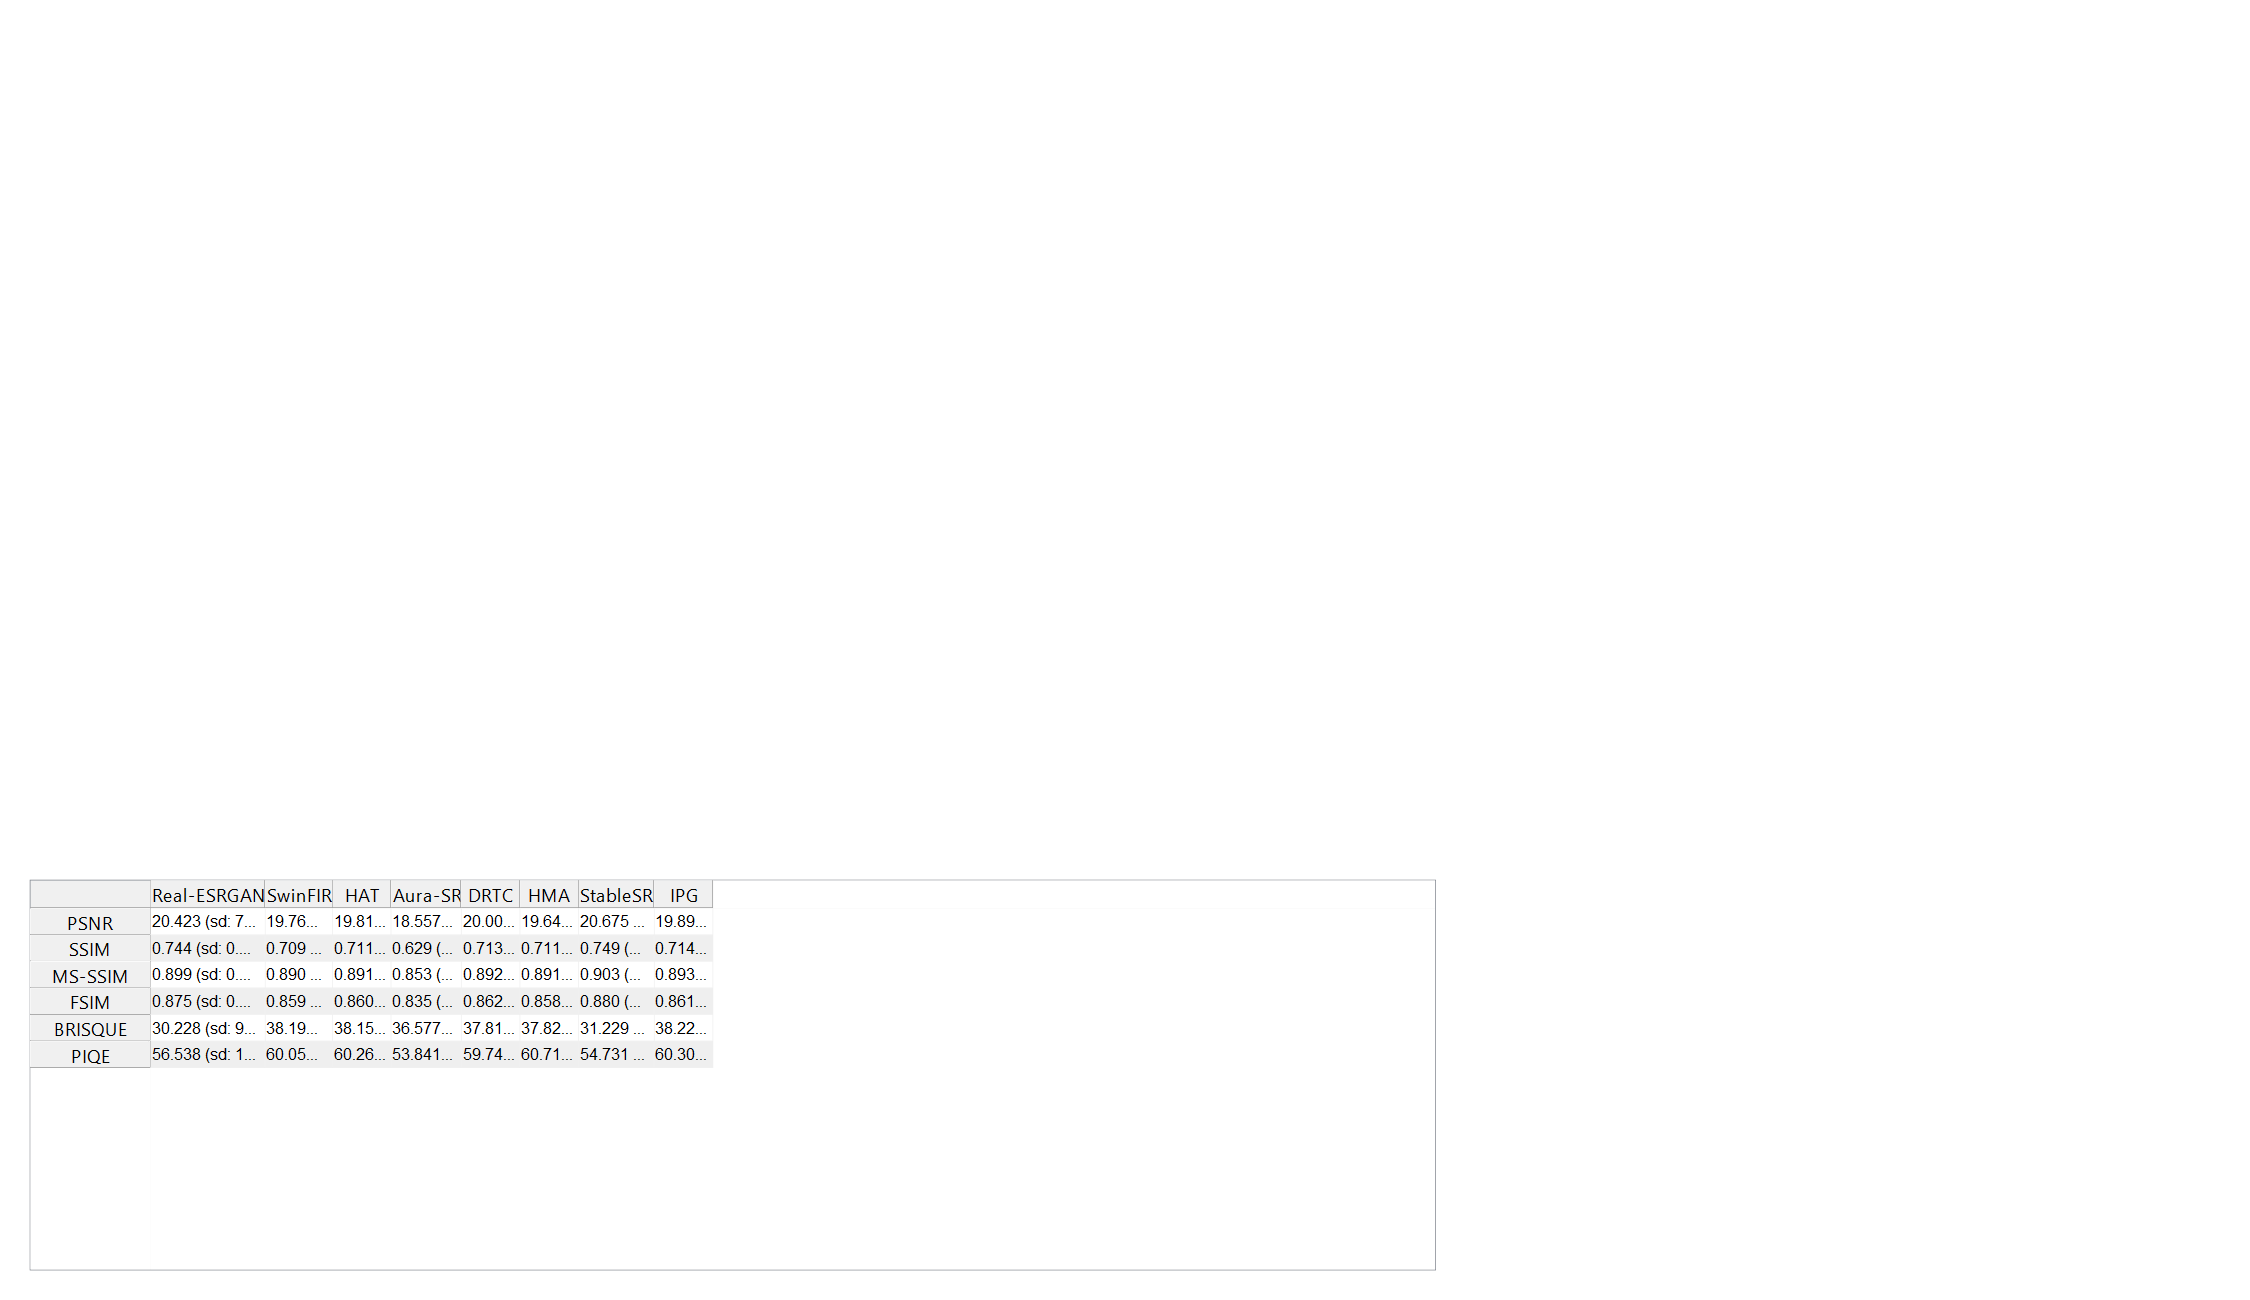 Real-ESRGAN SwinFIR HAT Aura-SR DRTC HMA StableSR IPG
PSNR 20.423 (sd: 7... 19.76... 19.81... 18.557... 20.00... 19.64... 20.675 ... 19.89...
SSIM 0.744 (sd: 0.... 0.709 ... 0.711... 0.629 (... 0.713... 0.711... 0.749 (... 0.714...
MS-SSIM 0.899 (sd: 0.... 0.890 ... 0.891... 0.853 (... 0.892... 0.891... 0.903 (... 0.893...
FSIM 0.875 (sd: 0.... 0.859 ... 0.860... 0.835 (... 0.862... 0.858... 0.880 (... 0.861...
BRISQUE 30.228 (sd: 9... 38.19... 38.15... 36.577... 37.81... 37.82... 31.229 ... 38.22...
PIQE 56.538 (sd: 1... 60.05... 60.26... 53.841... 59.74... 60.71... 54.731 ... 60.30...